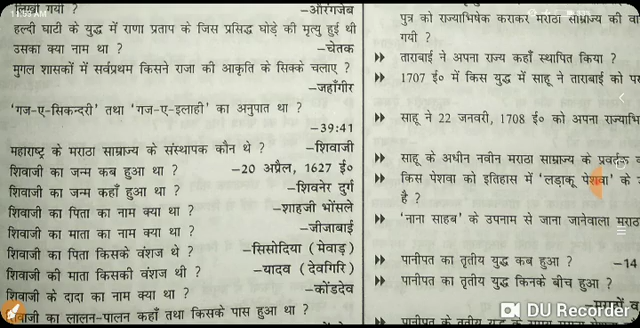 लिखी गयी ?
–औरंगजेब
हल्दी घाटी के युद्ध में राणा प्रताप के जिस प्रसिद्ध घोड़े की मृत्यु हुई थी
उसका क्या नाम था ? –चेतक
मुगल शासकों में सर्वप्रथम किसने राजा की आकृति के सिक्के चलाए ?
–जहाँगीर
'गज-ए-सिकन्दरी' तथा 'गज-ए-इलाही' का अनुपात था ?
–39:41
महाराष्ट्र के मराठा साम्राज्य के संस्थापक कौन थे ? –शिवाजी
शिवाजी का जन्म कब हुआ था ? –20 अप्रैल, 1627 ई०
शिवाजी का जन्म कहाँ हुआ था ? –शिवनेर दुर्ग
शिवाजी का पिता का नाम क्या था ? –शाहजी भोंसले
शिवाजी का माता का नाम क्या था ? –जीजाबाई
शिवाजी का पिता किसके वंशज थे ? –सिसोदिया (मेवाड़)
शिवाजी की माता किसकी वंशज थी ? –यादव (देवगिरि)
शिवाजी के दादा का नाम क्या था ? –कोंडदेव
शिवाजी का लालन-पालन कहाँ तथा किसके पास हुआ था ?
पुत्र को राज्याभिषेक कराकर मराठा साम्राज्य की
गयी ?
ताराबाई ने अपना राज्य कहाँ स्थापित किया ?
1707 ई० में किस युद्ध में साहू ने ताराबाई को
साहू ने 22 जनवरी, 1708 ई० को अपना
साहू के अधीन नवीन मराठा साम्राज्य के प्रवर्तक
किस पेशवा को इतिहास में 'लड़ाकू पेशवा' के
है ?
'नाना साहब' के उपनाम से जाना जानेवाला
पानीपत का तृतीय युद्ध कब हुआ ? –14
पानीपत का तृतीय युद्ध किनके बीच हुआ ?
DU Recorder